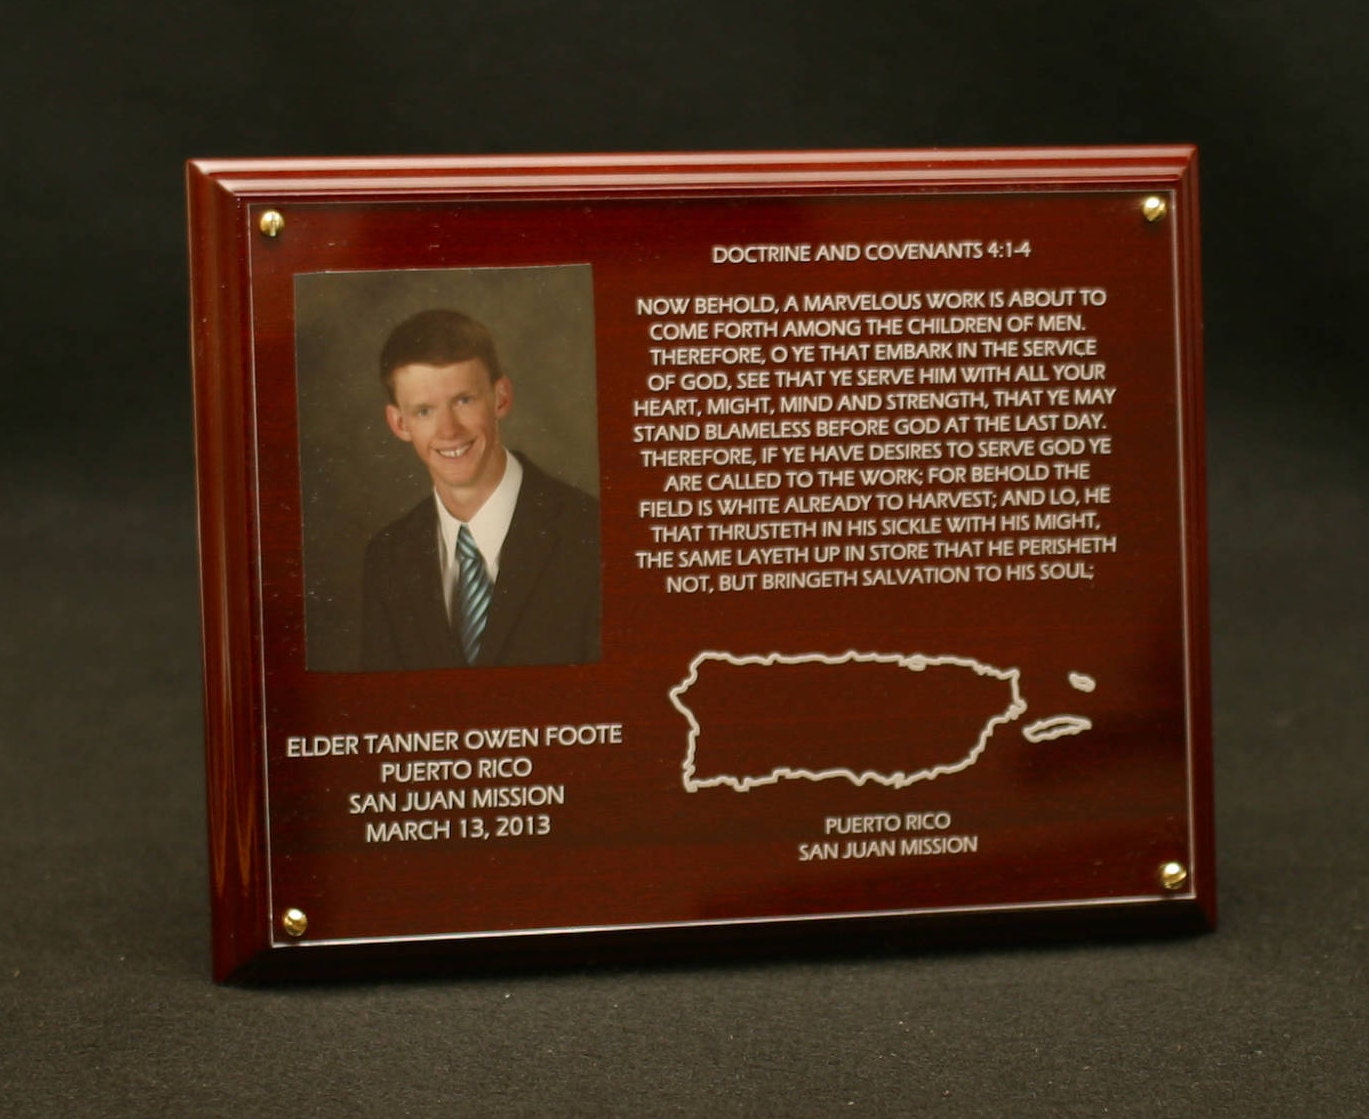 DOCTRINE AND COVENANTS 4:1-4
NOW BEHOLD, A MARVELOUS WORK IS ABOUT TO
COME FORTH AMONG THE CHILDREN OF MEN.
THEREFORE, O YE THAT EMBARK IN THE SERVICE
OF GOD, SEE THAT YE SERVE HIM WITH ALL YOUR
HEART, MIGHT, MIND AND STRENGTH, THAT YE MAY
STAND BLAMELESS BEFORE GOD AT THE LAST DAY.
THEREFORE, IF YE HAVE DESIRES TO SERVE GOD YE
ARE CALLED TO THE WORK; FOR BEHOLD THE
FIELD IS WHITE ALREADY TO HARVEST; AND LO, HE
THAT THRUSTETH IN HIS SICKLE WITH HIS MIGHT,
THE SAME LAYETH UP IN STORE THAT HE PERISHETH
NOT, BUT BRINGETH SALVATION TO HIS SOUL;
ELDER TANNER OWEN FOOTE
PUERTO RICO
SAN JUAN MISSION
MARCH 13, 2013
PUERTO RICO
SAN JUAN MISSION